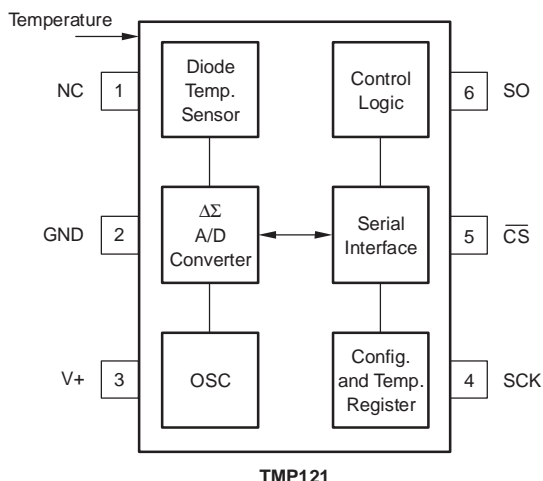 Temperature
NC
1
Diode
Temp.
Sensor
Control
Logic
6
SO
GND
2
ΔΣ
A/D
Converter
Serial
Interface
5
C̅S̅
V+
3
OSC
Config.
and Temp.
Register
4
SCK
TMP121